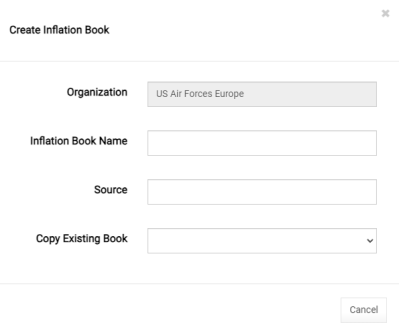 ×
Create Inflation Book
Organization
US Air Forces Europe
Inflation Book Name
Source
Copy Existing Book
Cancel